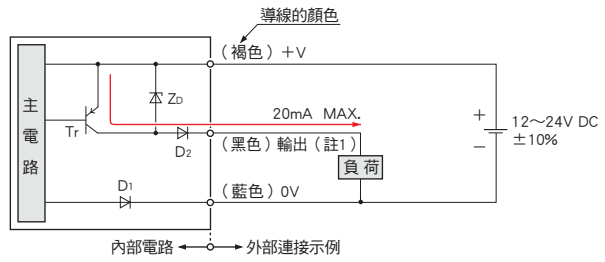 導線的顏色
（褐色）＋V
主電路
Tr
ZD
20mA MAX.
D2
（黑色）輸出（註1）
負荷
＋
－
12～24V DC
±10%
D1
（藍色）0V
內部電路
外部連接示例